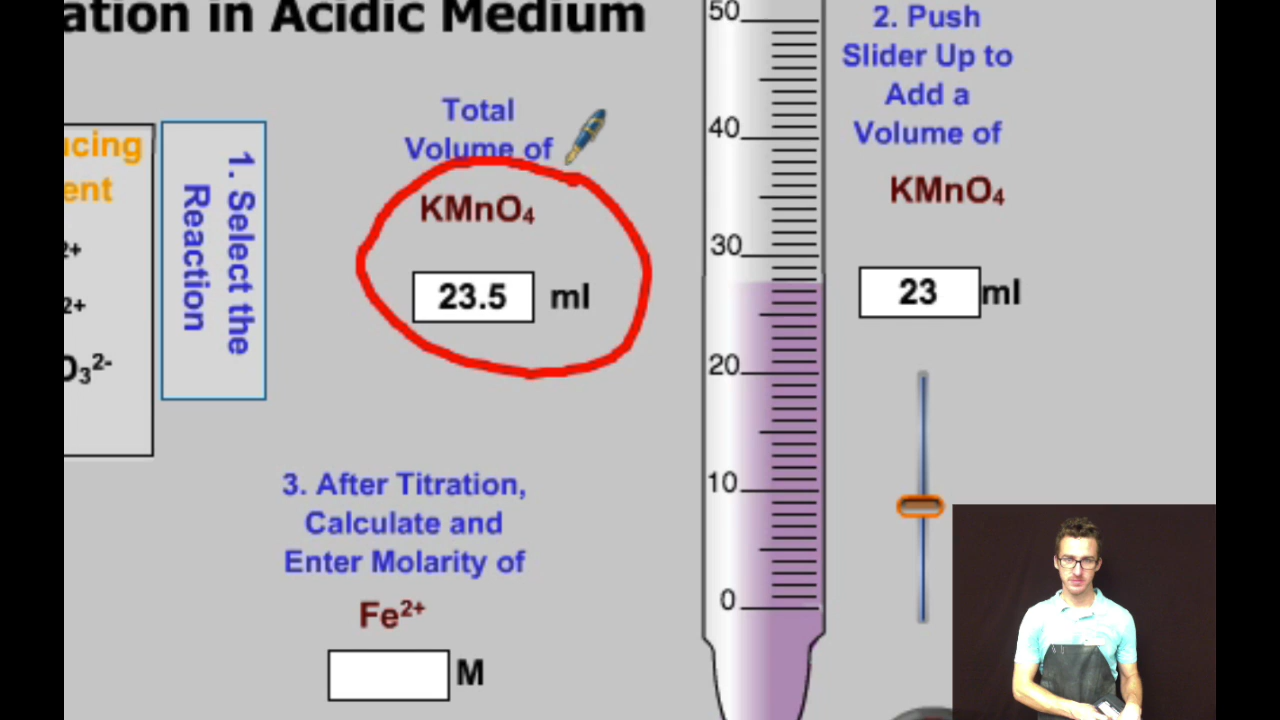 ation in Acidic Medium
ucing
ent
2+
2+
O₃²⁻
1. Select the
Reaction
Total
Volume of
KMnO₄
23.5 ml
3. After Titration,
Calculate and
Enter Molarity of
Fe²⁺
M
50
40
30
20
10
0
2. Push
Slider Up to
Add a
Volume of
KMnO₄
23 ml